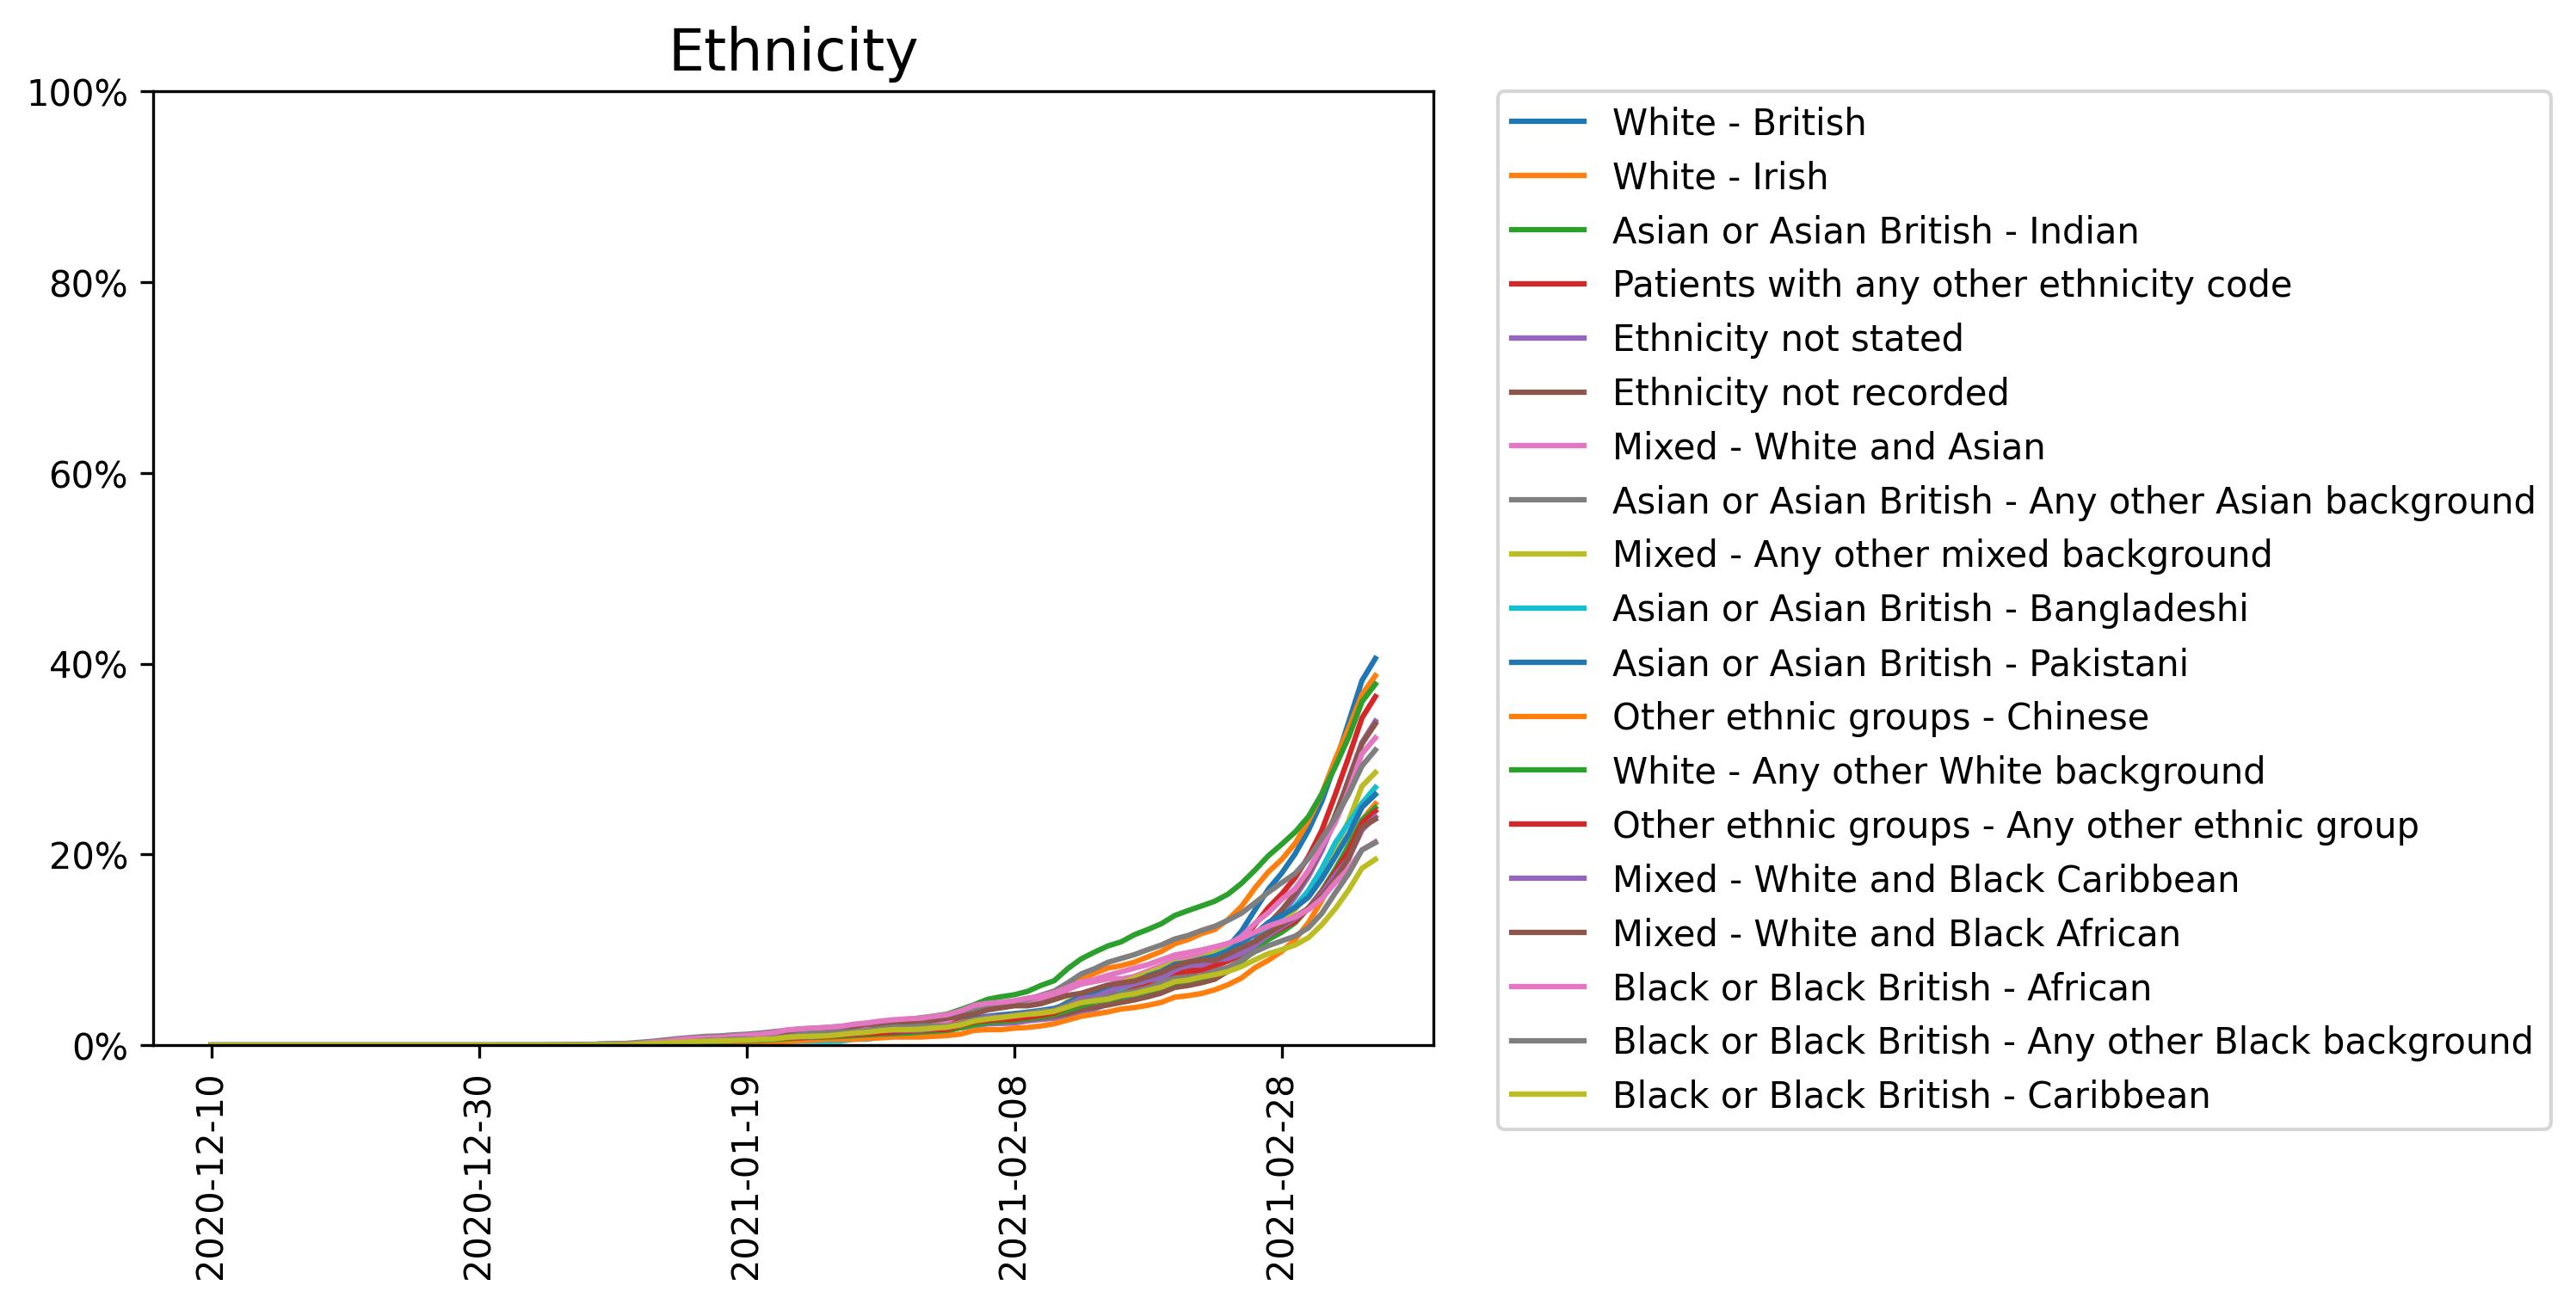 Ethnicity
100%
80%
60%
40%
20%
0%
2020-12-10
2020-12-30
2021-01-19
2021-02-08
2021-02-28
White - British
White - Irish
Asian or Asian British - Indian
Patients with any other ethnicity code
Ethnicity not stated
Ethnicity not recorded
Mixed - White and Asian
Asian or Asian British - Any other Asian background
Mixed - Any other mixed background
Asian or Asian British - Bangladeshi
Asian or Asian British - Pakistani
Other ethnic groups - Chinese
White - Any other White background
Other ethnic groups - Any other ethnic group
Mixed - White and Black Caribbean
Mixed - White and Black African
Black or Black British - African
Black or Black British - Any other Black background
Black or Black British - Caribbean